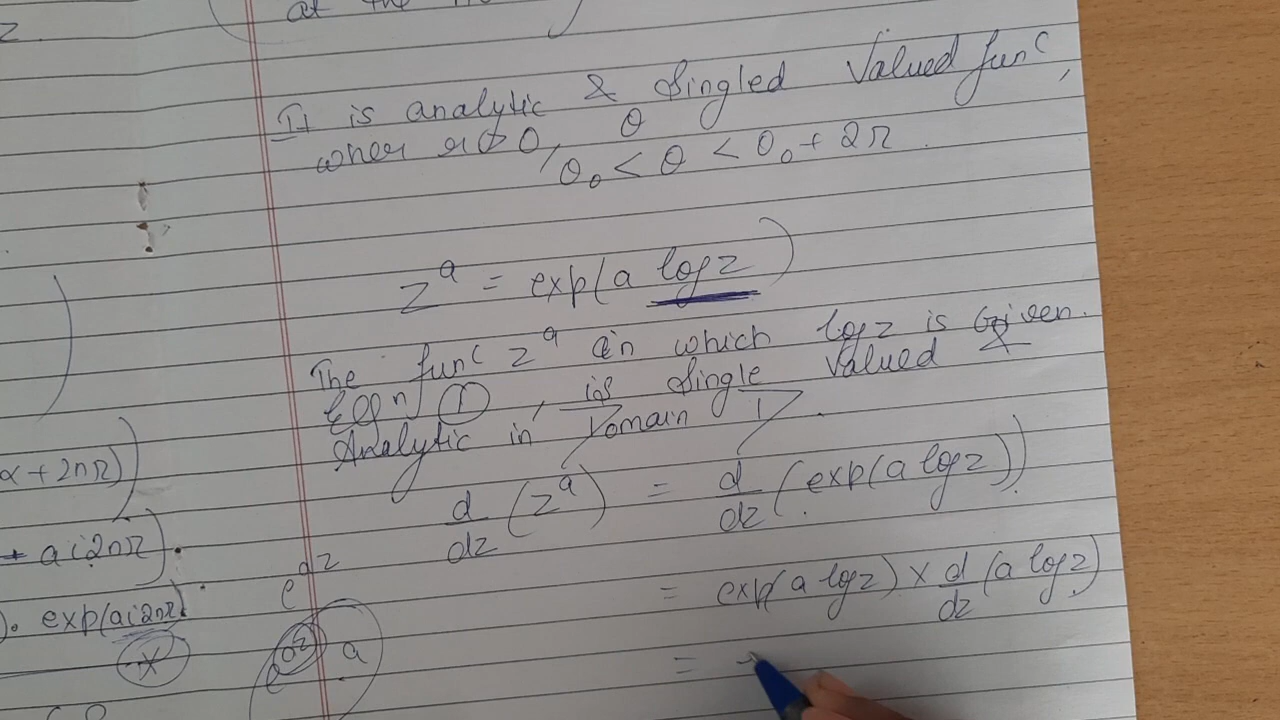 z.
at the
It is analytic & singled Valued func,
when r ≠ 0, θ
θ₀ < θ < θ₀ + 2π.
z^a = exp(a log z)
The func z^a in which log z is Given.
Eqn ①, is single valued &
Analytic in Domain D.
d/dz (z^a) = d/dz (exp(a log z))
= exp(a log z) × d/dz (a log z)
=
α + 2nπ)
+ ai2nπ).
). exp(ai2nπ).
x
e^az
a